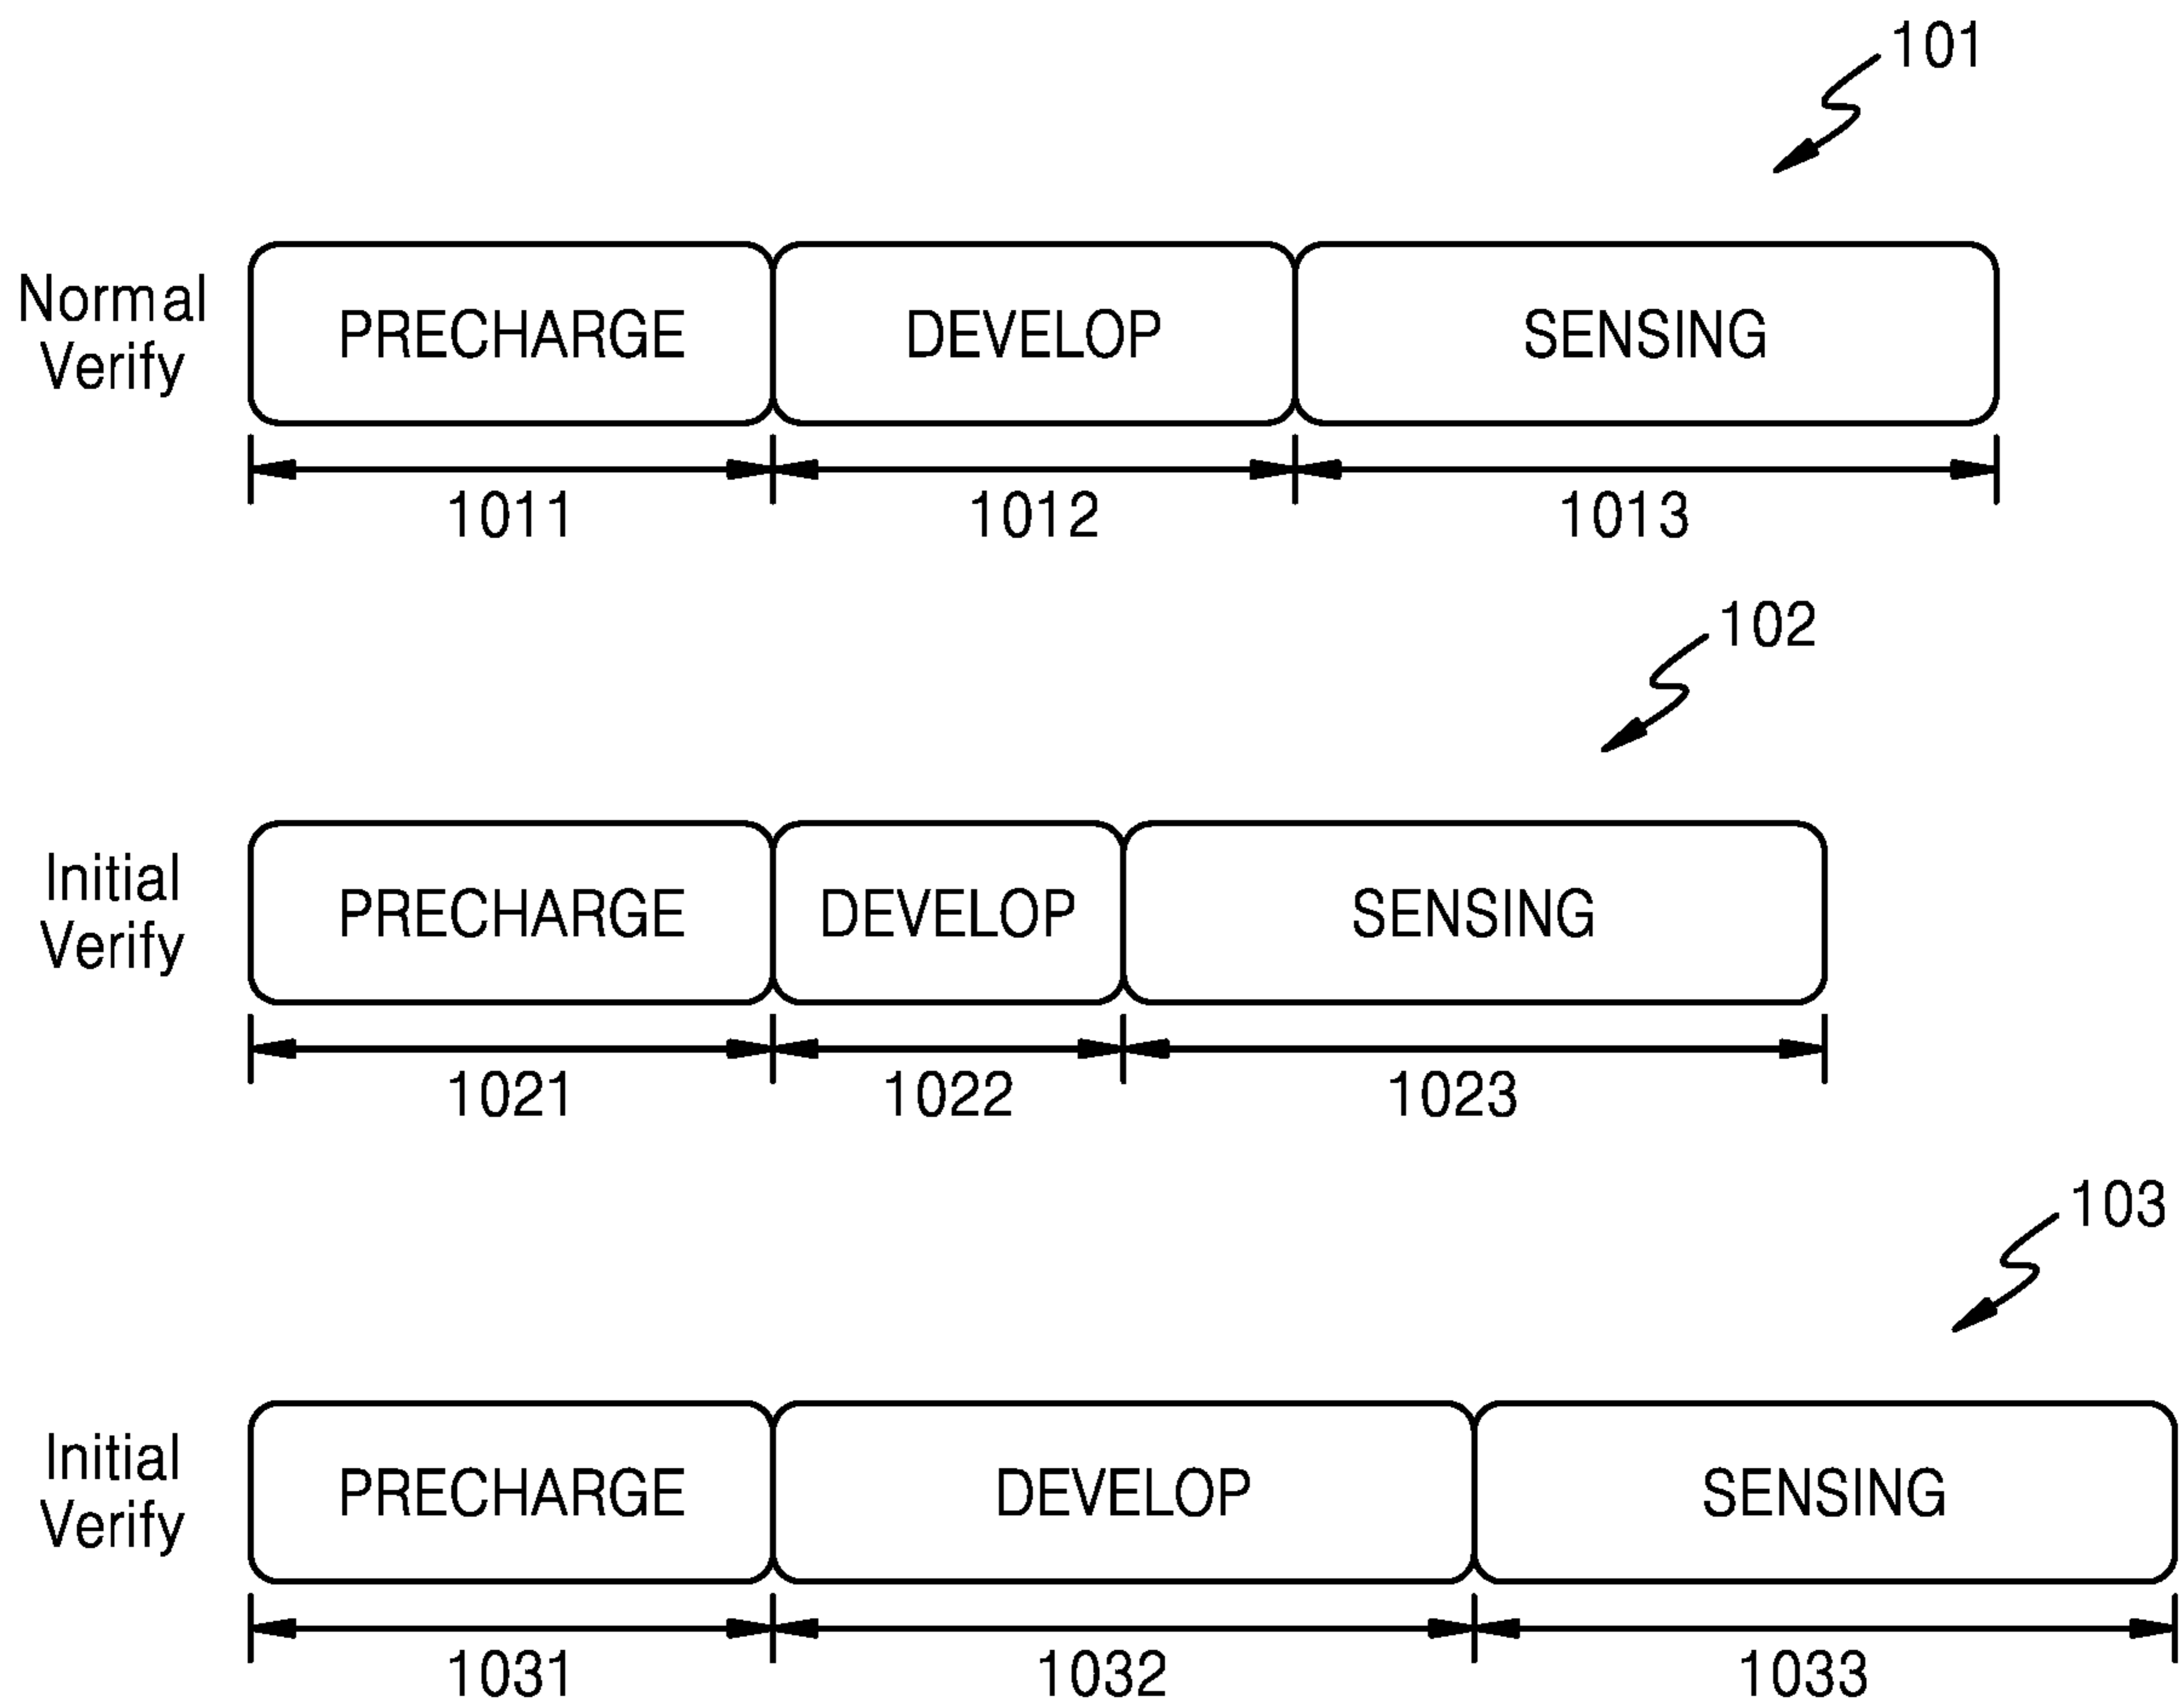 101
Normal
Verify
PRECHARGE DEVELOP SENSING
1011 1012 1013
102
Initial
Verify
PRECHARGE DEVELOP SENSING
1021 1022 1023
103
Initial
Verify
PRECHARGE DEVELOP SENSING
1031 1032 1033